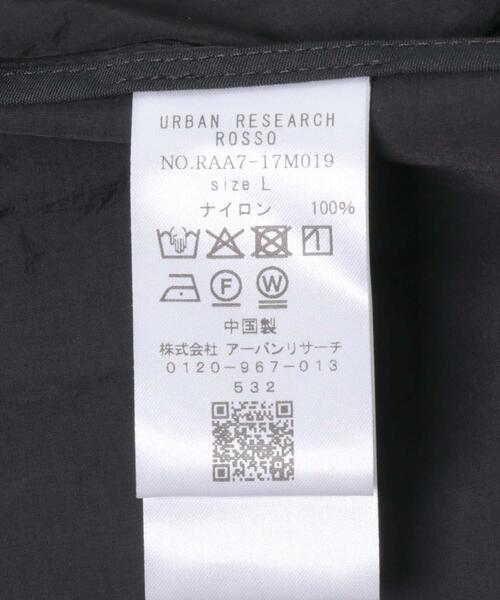 URBAN RESEARCH
ROSSO
NO.RAA7-17M019
size L
ナイロン 100%
F W
中国製
株式会社 アーバンリサーチ
0120-967-013
532